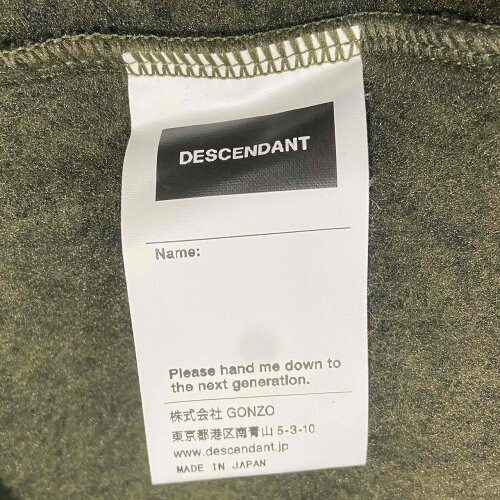 DESCENDANT
Name:
Please hand me down to
the next generation.
株式会社 GONZO
東京都港区南青山 5-3-10
www.descendant.jp
MADE IN JAPAN